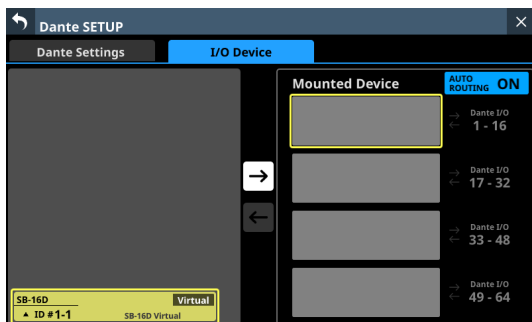 Dante SETUP
Dante Settings
I/O Device
Mounted Device
AUTO ROUTING ON
Dante I/O
1 - 16
Dante I/O
17 - 32
Dante I/O
33 - 48
Dante I/O
49 - 64
SB-16D Virtual
ID #1-1 SB-16D Virtual